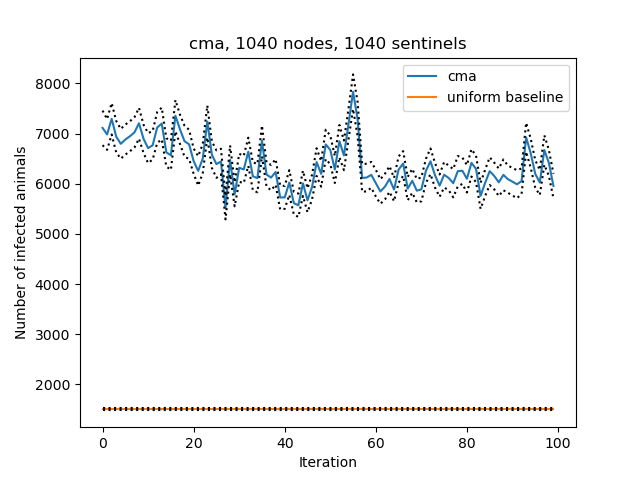 cma, 1040 nodes, 1040 sentinels
cma
uniform baseline
Number of infected animals
8000
7000
6000
5000
4000
3000
2000
0
20
40
60
80
100
Iteration